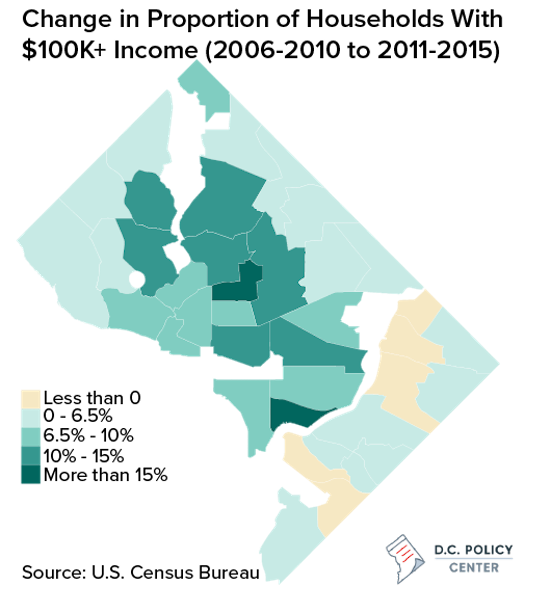 Change in Proportion of Households With
$100K+ Income (2006-2010 to 2011-2015)
Less than 0
0 - 6.5%
6.5% - 10%
10% - 15%
More than 15%
D.C. POLICY
CENTER
Source: U.S. Census Bureau